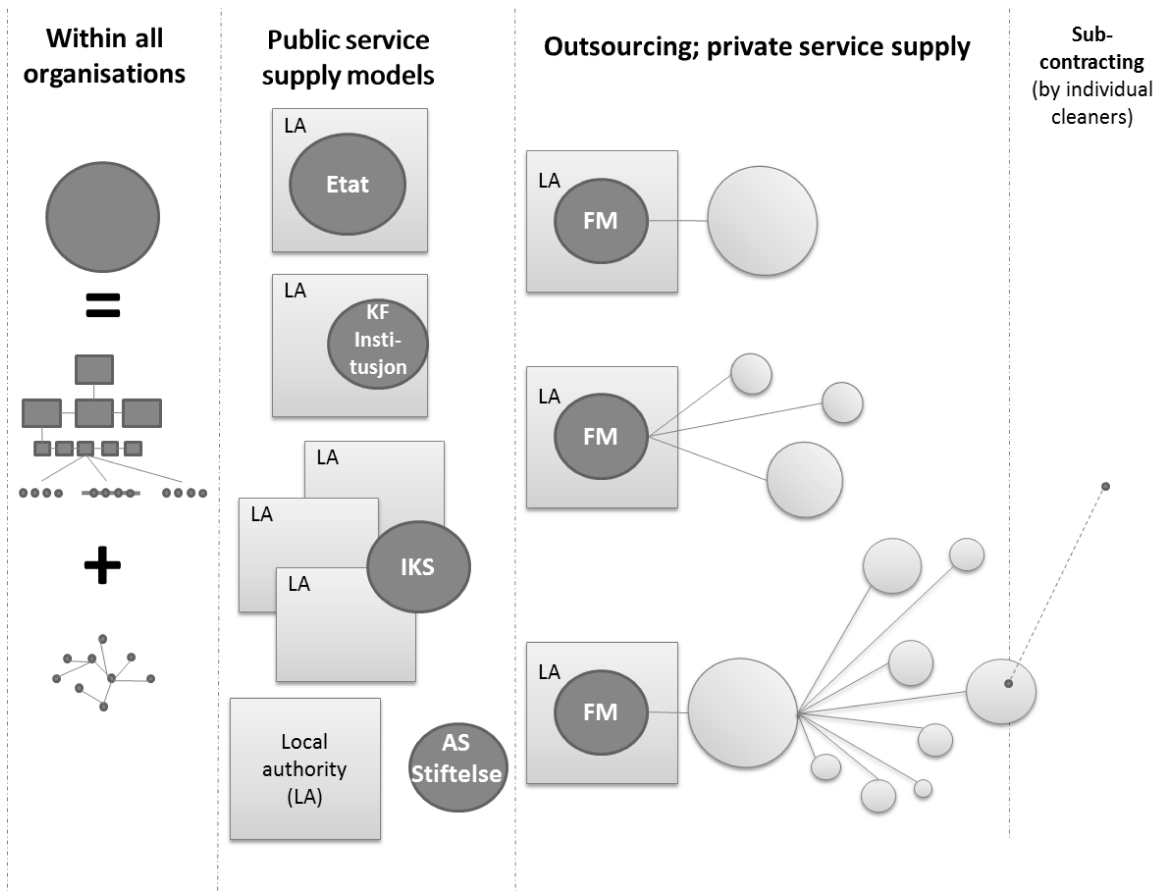 Within all
organisations
Public service
supply models
LA
Etat
LA
KF
Insti-
tusjon
LA
LA
LA
IKS
Local
authority
(LA)
AS
Stiftelse
Outsourcing; private service supply
LA
FM
LA
FM
LA
FM
Sub-
contracting
(by individual
cleaners)